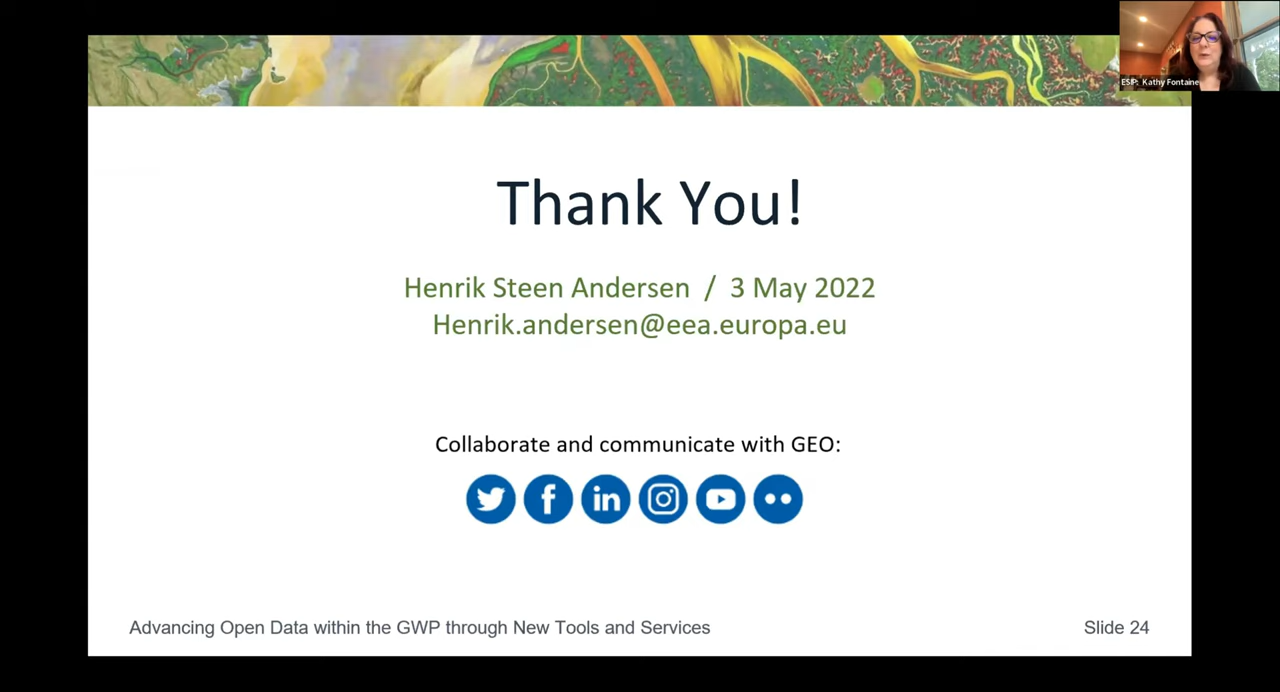 ESIP: Kathy Fontaine
Thank You!
Henrik Steen Andersen / 3 May 2022
Henrik.andersen@eea.europa.eu
Collaborate and communicate with GEO:
Advancing Open Data within the GWP through New Tools and Services
Slide 24